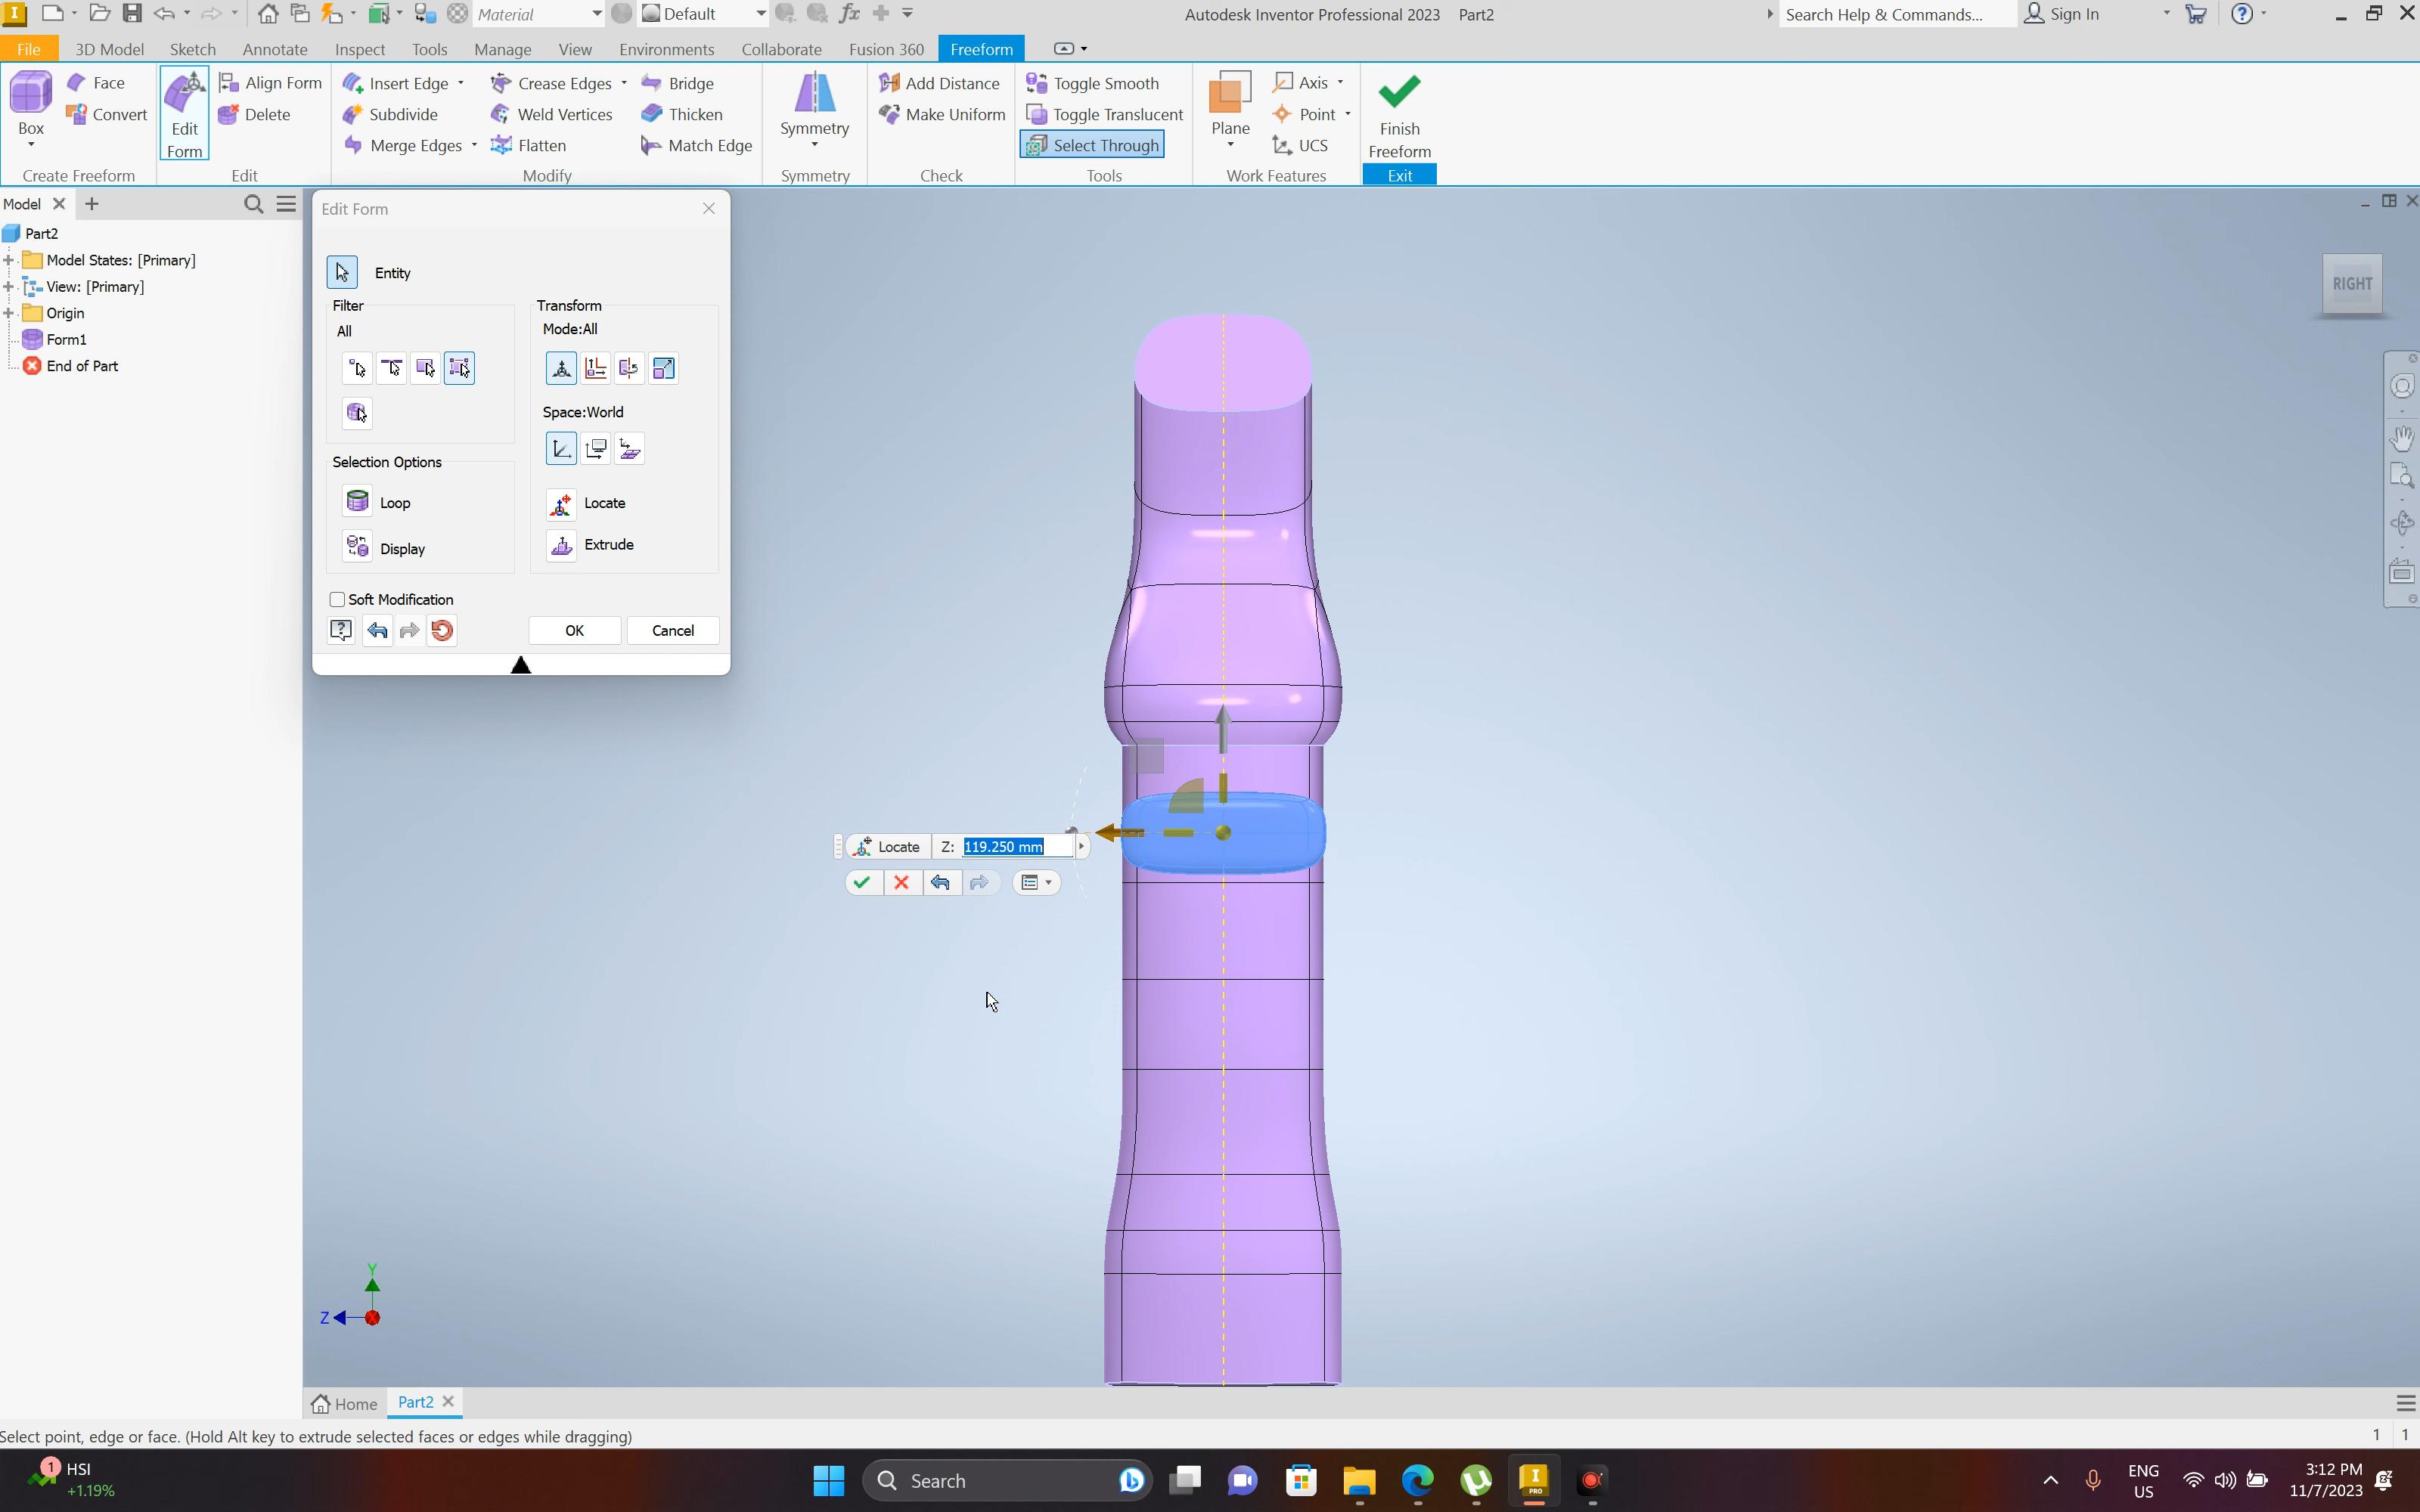 Material
Default
Autodesk Inventor Professional 2023 Part2
Search Help & Commands...
Sign In
File 3D Model Sketch Annotate Inspect Tools Manage View Environments Collaborate Fusion 360 Freeform
Box
Face
Convert
Create Freeform
Edit Form
Align Form
Delete
Edit
Insert Edge
Subdivide
Merge Edges
Crease Edges
Weld Vertices
Flatten
Bridge
Thicken
Match Edge
Modify
Symmetry
Symmetry
Add Distance
Make Uniform
Check
Toggle Smooth
Toggle Translucent
Select Through
Tools
Plane
Axis
Point
UCS
Work Features
Finish
Freeform
Exit
Model
Part2
Model States: [Primary]
View: [Primary]
Origin
Form1
End of Part
Edit Form
Entity
Filter
All
Selection Options
Loop
Display
Transform
Mode:All
Space:World
Locate
Extrude
Soft Modification
OK Cancel
RIGHT
Locate Z: 119.250 mm
Y
Z
X
Home Part2
Select point, edge or face. (Hold Alt key to extrude selected faces or edges while dragging)
1 1
1
HSI
+1.19%
Search
I
PRO
ENG
US
3:12 PM
11/7/2023